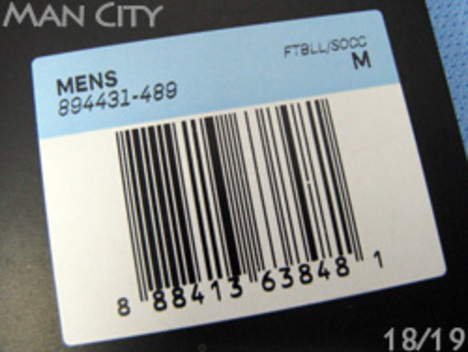 MAN CITY
MENS
FTBLL/SOCC
894431-489
M
8 88413 63848 1
18/19